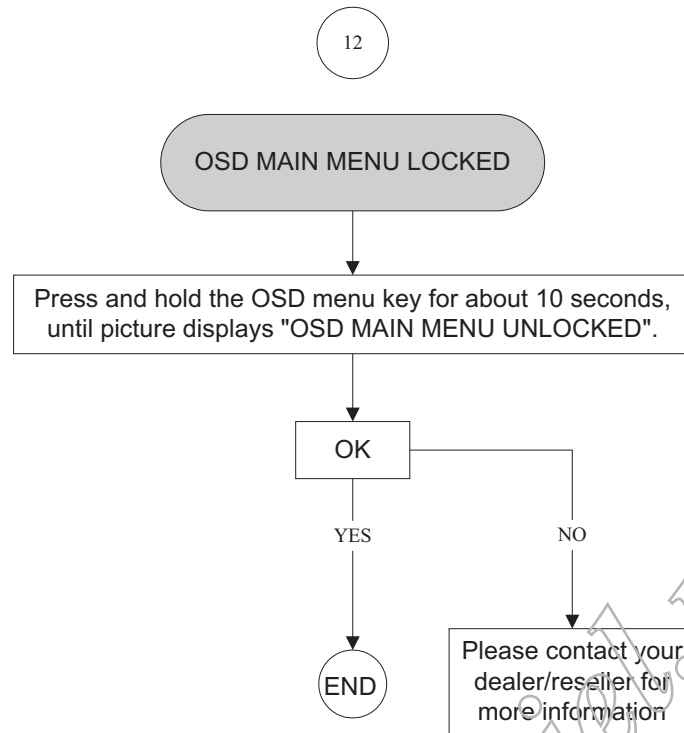 12
OSD MAIN MENU LOCKED
Press and hold the OSD menu key for about 10 seconds,
until picture displays "OSD MAIN MENU UNLOCKED".
OK
YES
NO
END
Please contact your
dealer/reseller for
more information